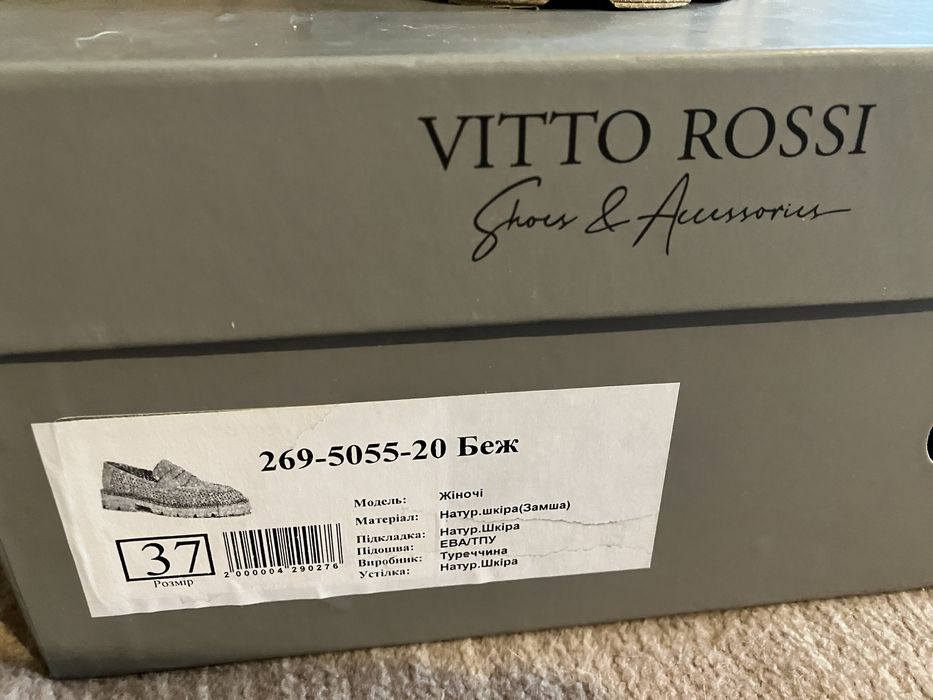 VITTO ROSSI
Shoes & Accessories
269-5055-20 Беж
Модель: Жіночі
Матеріал: Натур.шкіра(Замша)
Підкладка: Натур.Шкіра
Підошва: ЕВА/ТПУ
Виробник: Туреччина
Устілка: Натур.Шкіра
37
Розмір
2 000004 290276